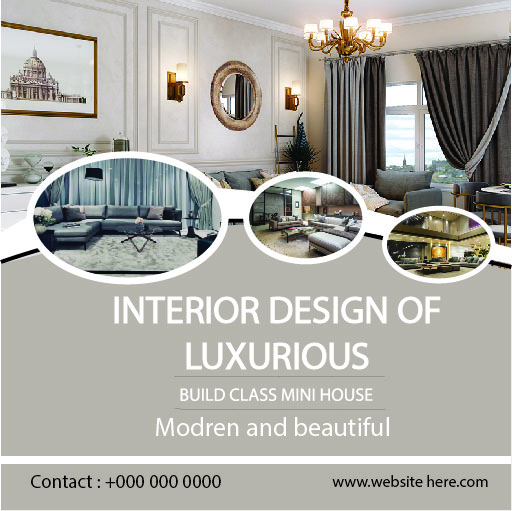 INTERIOR DESIGN OF
LUXURIOUS
BUILD CLASS MINI HOUSE
Modren and beautiful
Contact : +000 000 0000
www.website here.com